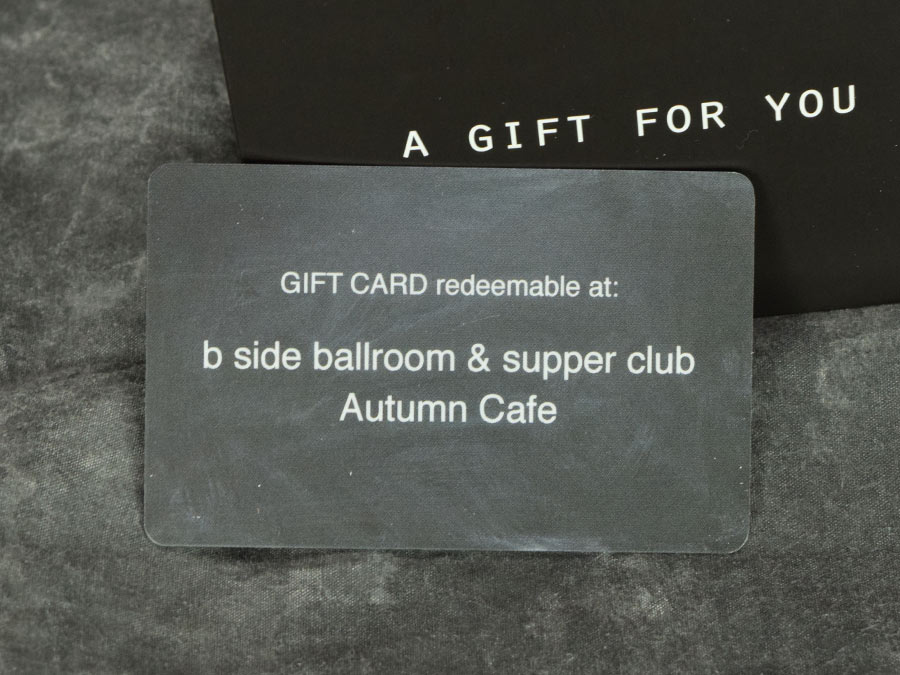 A GIFT FOR YOU
GIFT CARD redeemable at:
b side ballroom & supper club
Autumn Cafe